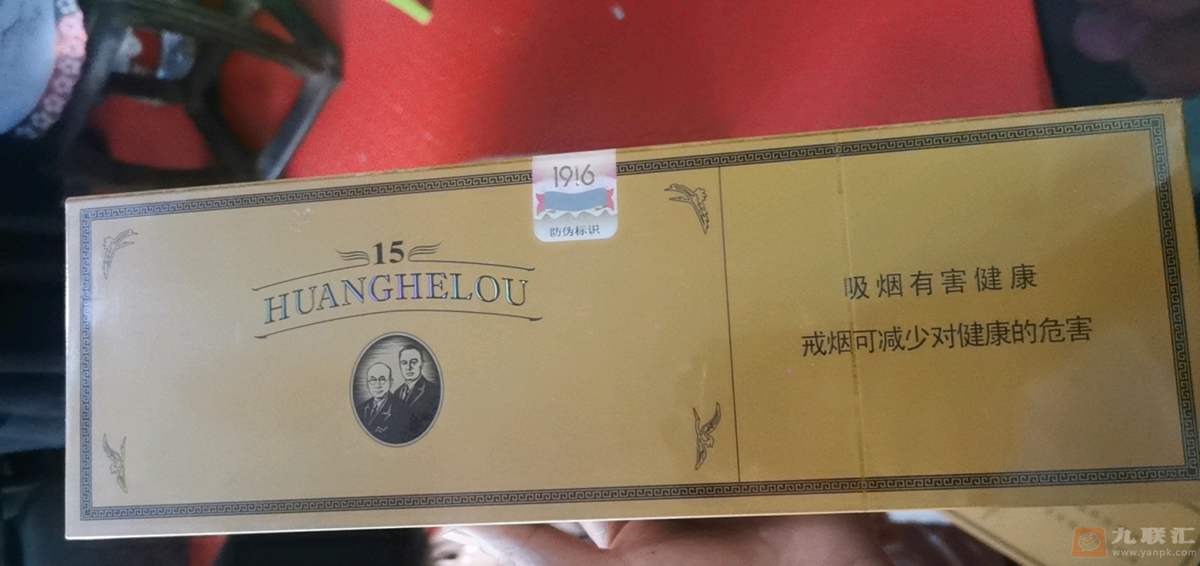 1916
防伪标识
15
HUANGHELOU
吸烟有害健康
戒烟可减少对健康的危害
九联汇
www.yanpk.com